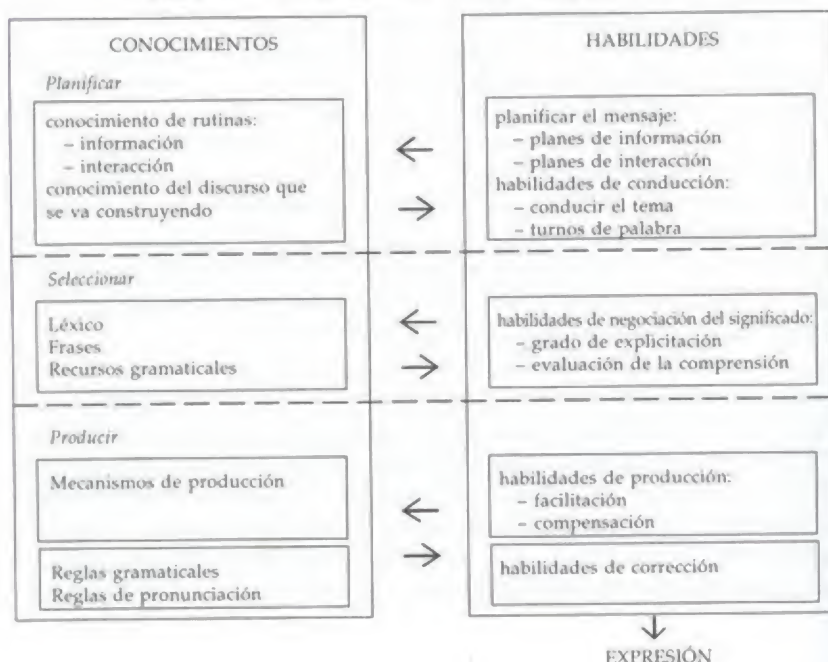 CONOCIMIENTOS
Planificar
conocimiento de rutinas:
– información
– interacción
conocimiento del discurso que
se va construyendo
Seleccionar
Léxico
Frases
Recursos gramaticales
Producir
Mecanismos de producción
Reglas gramaticales
Reglas de pronunciación
HABILIDADES
planificar el mensaje:
– planes de información
– planes de interacción
habilidades de conducción:
– conducir el tema
– turnos de palabra
habilidades de negociación del significado:
– grado de explicitación
– evaluación de la comprensión
habilidades de producción:
– facilitación
– compensación
habilidades de corrección
EXPRESIÓN